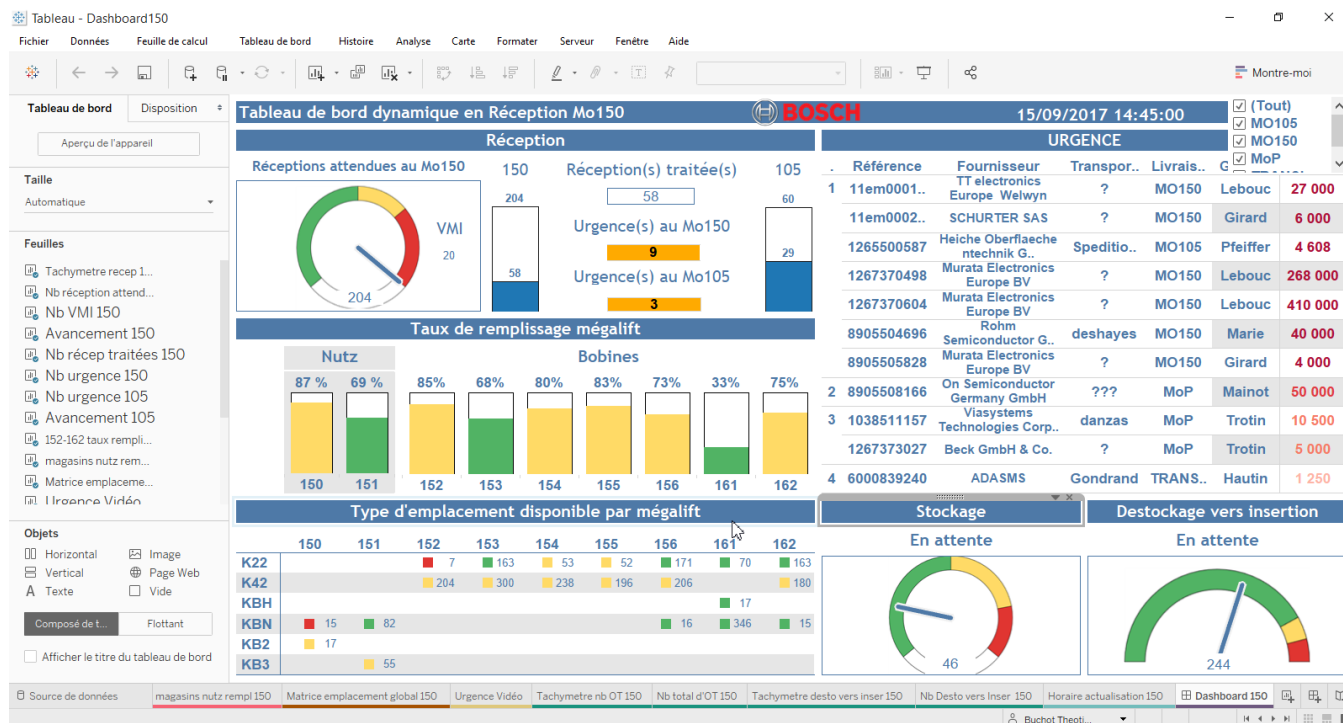 Tableau - Dashboard150
Fichier Données Feuille de calcul Tableau de bord Histoire Analyse Carte Formater Serveur Fenêtre Aide
Montre-moi
Tableau de bord Disposition
Aperçu de l'appareil
Taille
Automatique
Feuilles
Tachymetre recep 1...
Nb réception attend...
Nb VMI 150
Avancement 150
Nb récep traitées 150
Nb urgence 150
Nb urgence 105
Avancement 105
152-162 taux rempli...
magasins nutz rem...
Matrice emplaceme...
Urgence Vidéo
Objets
Horizontal Image
Vertical Page Web
A Texte Vide
Composé de t... Flottant
Afficher le titre du tableau de bord
Tableau de bord dynamique en Réception Mo150 BOSCH 15/09/2017 14:45:00
(Tout)
MO105
MO150
MoP
Réception
Réceptions attendues au Mo150
204
VMI
20
150
204
58
Réception(s) traitée(s)
58
Urgence(s) au Mo150
9
Urgence(s) au Mo105
3
105
60
29
Taux de remplissage mégalift
Nutz Bobines
87 % 69 % 85% 68% 80% 83% 73% 33% 75%
150 151 152 153 154 155 156 161 162
Type d'emplacement disponible par mégalift
150 151 152 153 154 155 156 161 162
K22 7 163 53 52 171 70 163
K42 204 300 238 196 206 180
KBH 17
KBN 15 82 16 346 15
KB2 17
KB3 55
URGENCE
. Référence Fournisseur Transpor.. Livrais.. G
1 11em0001.. TT electronics Europe Welwyn ? MO150 Lebouc 27 000
11em0002.. SCHURTER SAS ? MO150 Girard 6 000
1265500587 Heiche Oberflaeche ntechnik G.. Speditio.. MO105 Pfeiffer 4 608
1267370498 Murata Electronics Europe BV ? MO150 Lebouc 268 000
1267370604 Murata Electronics Europe BV ? MO150 Lebouc 410 000
8905504696 Rohm Semiconductor G.. deshayes MO150 Marie 40 000
8905505828 Murata Electronics Europe BV ? MO150 Girard 4 000
2 8905508166 On Semiconductor Germany GmbH ??? MoP Mainot 50 000
3 1038511157 Viasystems Technologies Corp.. danzas MoP Trotin 10 500
1267373027 Beck GmbH & Co. ? MoP Trotin 5 000
4 6000839240 ADASMS Gondrand TRANS.. Hautin 1 250
Stockage
En attente
46
Destockage vers insertion
En attente
244
Source de données magasins nutz rempl 150 Matrice emplacement global 150 Urgence Vidéo Tachymetre nb OT 150 Nb total d'OT 150 Tachymetre desto vers inser 150 Nb Desto vers Inser 150 Horaire actualisation 150 Dashboard 150
Buchot Theoti...